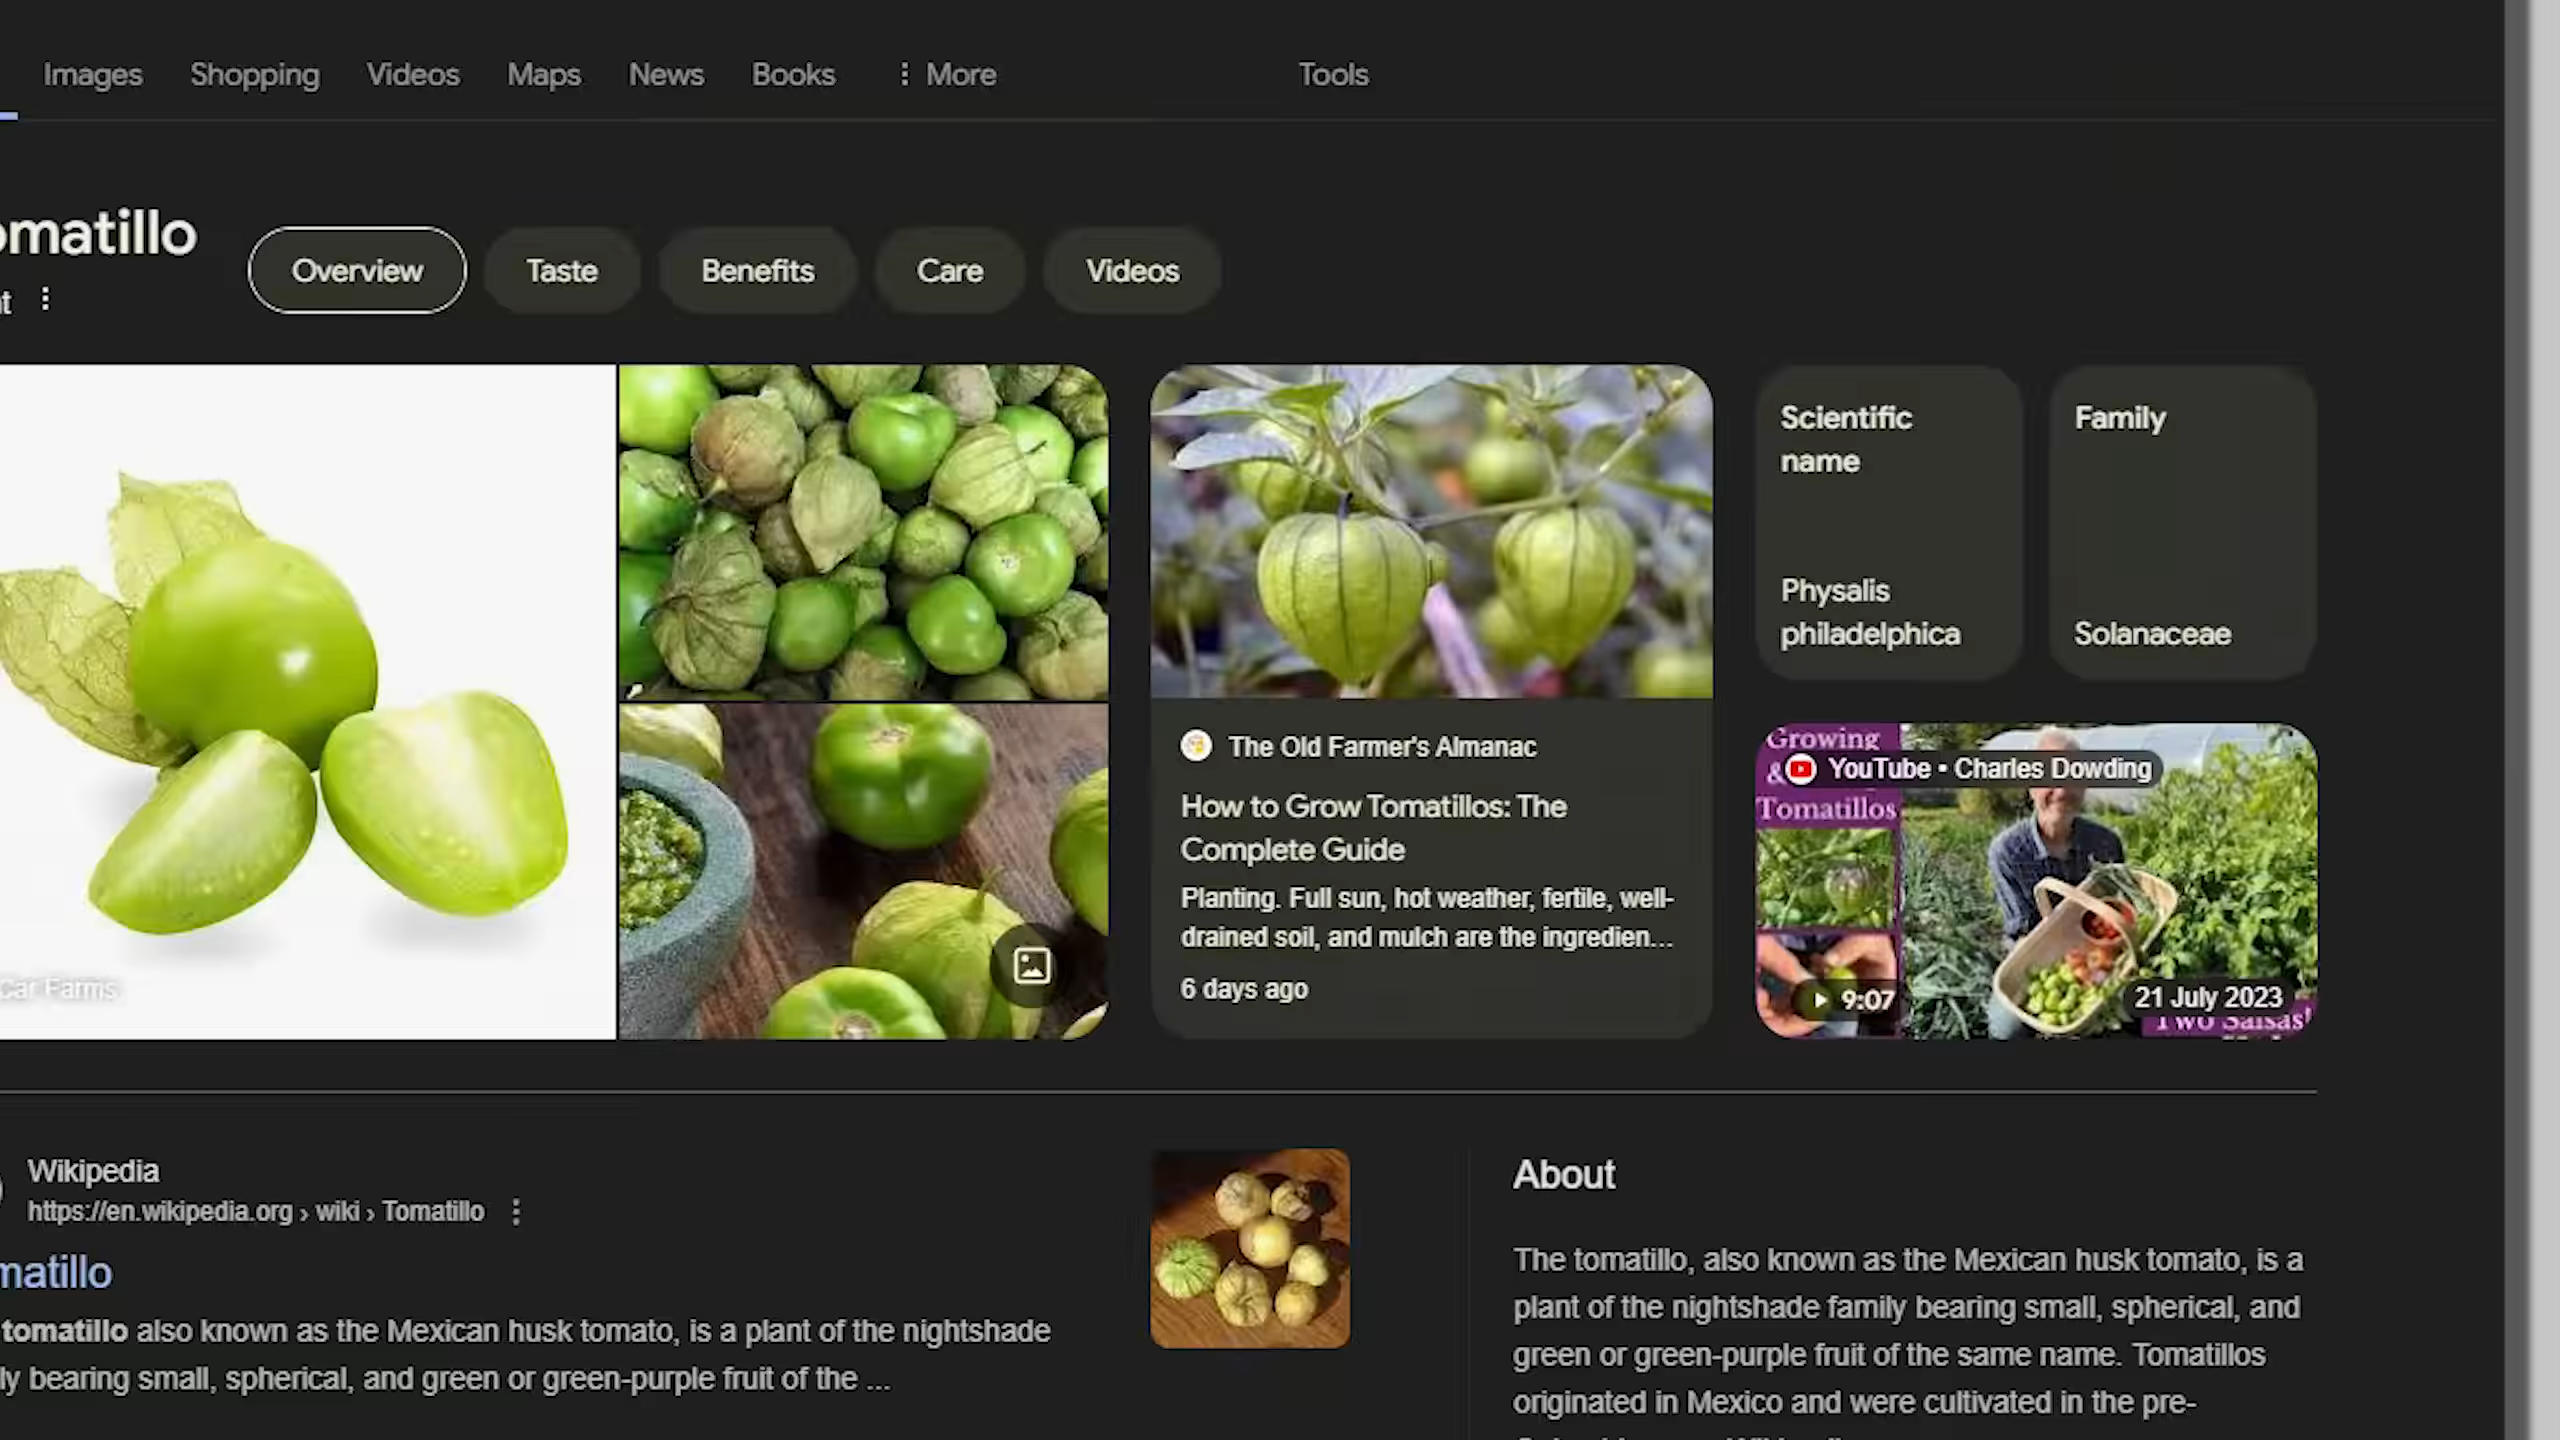 Images Shopping Videos Maps News Books More Tools
omatillo
Overview Taste Benefits Care Videos
Car Farms
The Old Farmer's Almanac
How to Grow Tomatillos: The
Complete Guide
Planting. Full sun, hot weather, fertile, well-
drained soil, and mulch are the ingredien...
6 days ago
Scientific
name
Physalis
philadelphica
Family
Solanaceae
Growing
&
YouTube • Charles Dowding
Tomatillos
9:07
21 July 2023
Two Salsas!
Wikipedia
https://en.wikipedia.org › wiki › Tomatillo
matillo
tomatillo also known as the Mexican husk tomato, is a plant of the nightshade
ly bearing small, spherical, and green or green-purple fruit of the ...
About
The tomatillo, also known as the Mexican husk tomato, is a
plant of the nightshade family bearing small, spherical, and
green or green-purple fruit of the same name. Tomatillos
originated in Mexico and were cultivated in the pre-